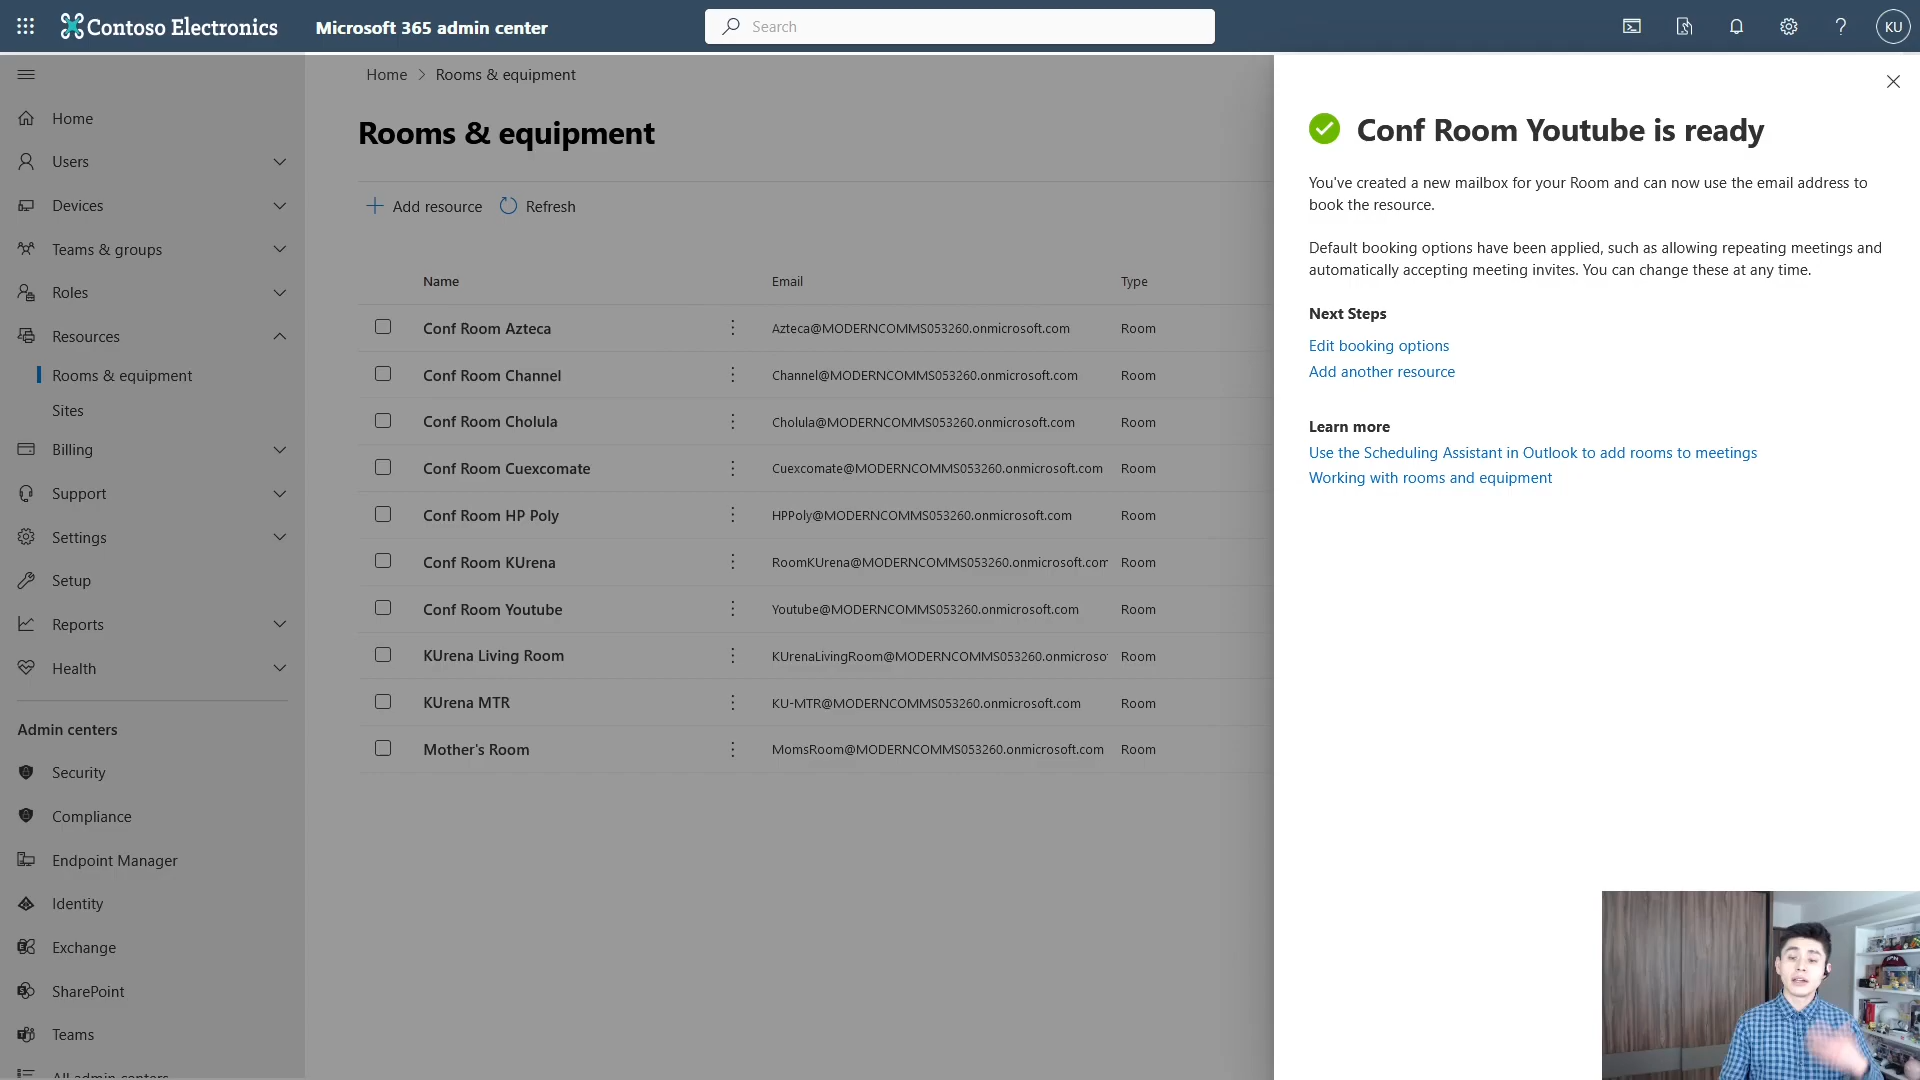 Contoso Electronics
Microsoft 365 admin center
Search
KU
Home
Users
Devices
Teams & groups
Roles
Resources
Rooms & equipment
Sites
Billing
Support
Settings
Setup
Reports
Health
Admin centers
Security
Compliance
Endpoint Manager
Identity
Exchange
SharePoint
Teams
All admin centers
Home > Rooms & equipment
Rooms & equipment
Add resource Refresh
Name Email Type
Conf Room Azteca Azteca@MODERNCOMMS053260.onmicrosoft.com Room
Conf Room Channel Channel@MODERNCOMMS053260.onmicrosoft.com Room
Conf Room Cholula Cholula@MODERNCOMMS053260.onmicrosoft.com Room
Conf Room Cuexcomate Cuexcomate@MODERNCOMMS053260.onmicrosoft.com Room
Conf Room HP Poly HPPoly@MODERNCOMMS053260.onmicrosoft.com Room
Conf Room KUrena RoomKUrena@MODERNCOMMS053260.onmicrosoft.com Room
Conf Room Youtube Youtube@MODERNCOMMS053260.onmicrosoft.com Room
KUrena Living Room KUrenaLivingRoom@MODERNCOMMS053260.onmicroso Room
KUrena MTR KU-MTR@MODERNCOMMS053260.onmicrosoft.com Room
Mother's Room MomsRoom@MODERNCOMMS053260.onmicrosoft.com Room
Conf Room Youtube is ready
You've created a new mailbox for your Room and can now use the email address to
book the resource.
Default booking options have been applied, such as allowing repeating meetings and
automatically accepting meeting invites. You can change these at any time.
Next Steps
Edit booking options
Add another resource
Learn more
Use the Scheduling Assistant in Outlook to add rooms to meetings
Working with rooms and equipment